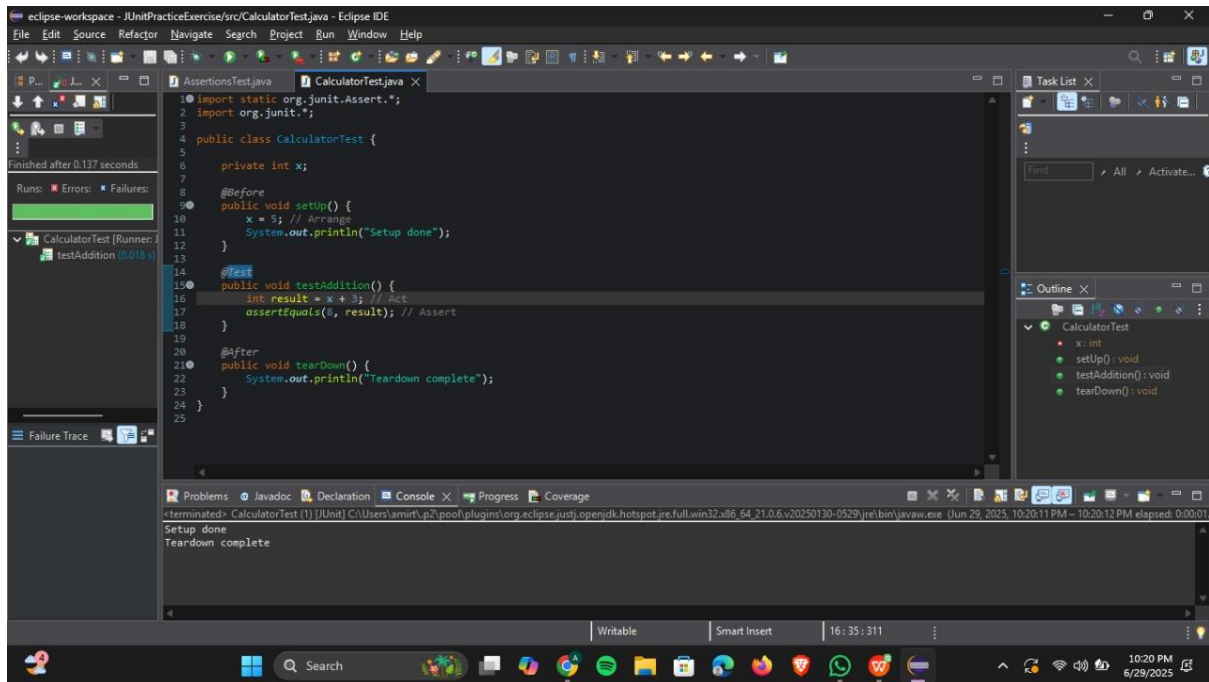 eclipse-workspace - JUnitPracticeExercise/src/CalculatorTest.java - Eclipse IDE
File Edit Source Refactor Navigate Search Project Run Window Help
P... J...
AssertionsTest.java CalculatorTest.java
Task List
Finished after 0.137 seconds
Runs: Errors: Failures:
CalculatorTest [Runner: J
testAddition (0.018 s)
Failure Trace
1 import static org.junit.Assert.*;
2 import org.junit.*;
3
4 public class CalculatorTest {
5
6 private int x;
7
8 @Before
9 public void setUp() {
10 x = 5; // Arrange
11 System.out.println("Setup done");
12 }
13
14 @Test
15 public void testAddition() {
16 int result = x + 3; // Act
17 assertEquals(8, result); // Assert
18 }
19
20 @After
21 public void tearDown() {
22 System.out.println("Teardown complete");
23 }
24 }
25
Find All Activate...
Outline
CalculatorTest
x : int
setUp() : void
testAddition() : void
tearDown() : void
Problems Javadoc Declaration Console Progress Coverage
<terminated> CalculatorTest (1) [JUnit] C:\Users\amirt\.p2\pool\plugins\org.eclipse.justj.openjdk.hotspot.jre.full.win32.x86_64_21.0.6.v20250130-0529\jre\bin\javaw.exe (Jun 29, 2025, 10:20:11 PM – 10:20:12 PM elapsed: 0:00:01
Setup done
Teardown complete
Writable Smart Insert 16 : 35 : 311
4
Search
10:20 PM
6/29/2025